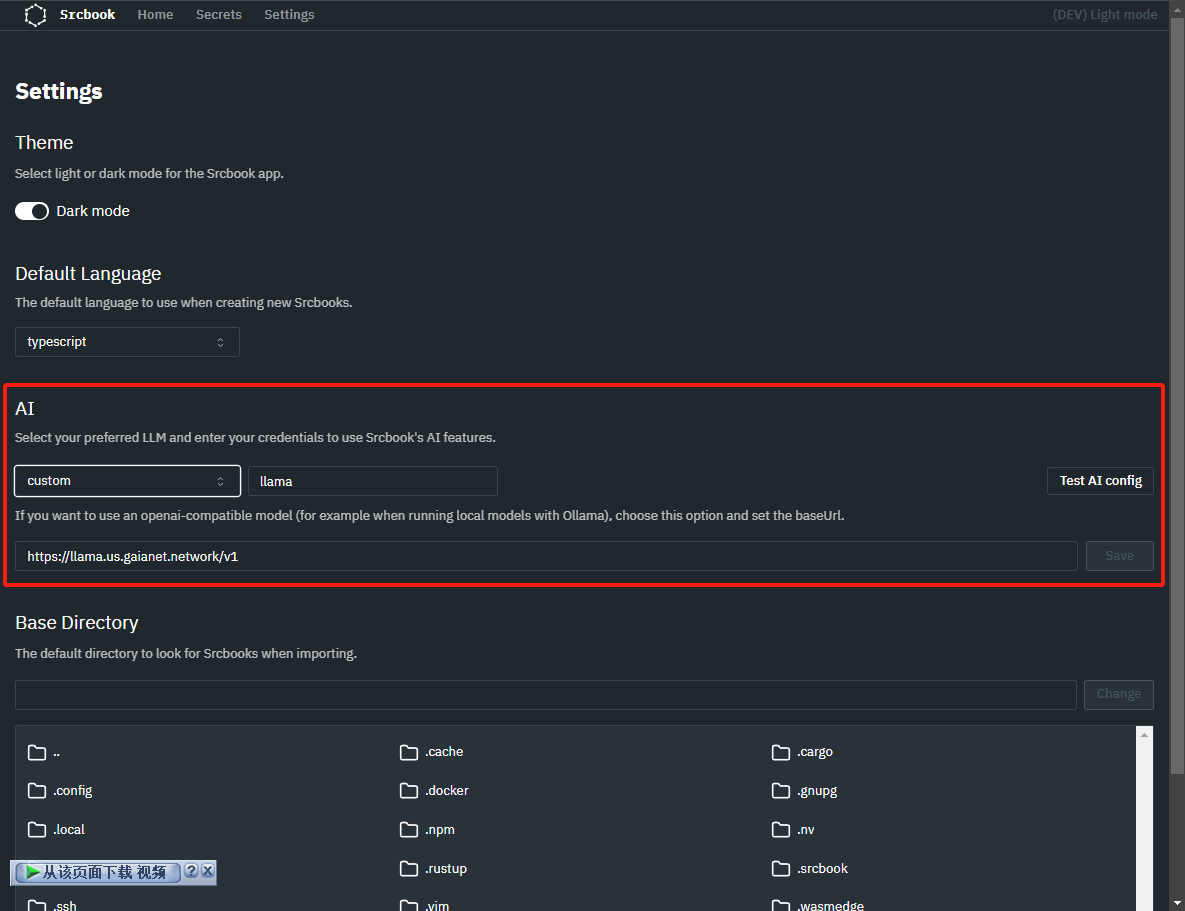 Srcbook Home Secrets Settings (DEV) Light mode
Settings
Theme
Select light or dark mode for the Srcbook app.
Dark mode
Default Language
The default language to use when creating new Srcbooks.
typescript
AI
Select your preferred LLM and enter your credentials to use Srcbook's AI features.
custom llama Test AI config
If you want to use an openai-compatible model (for example when running local models with Ollama), choose this option and set the baseUrl.
https://llama.us.gaianet.network/v1 Save
Base Directory
The default directory to look for Srcbooks when importing.
Change
.. .cache .cargo
.config .docker .gnupg
.local .npm .nv
从该页面下载 视频 ? X .rustup .srcbook
.ssh .vim .wasmedge